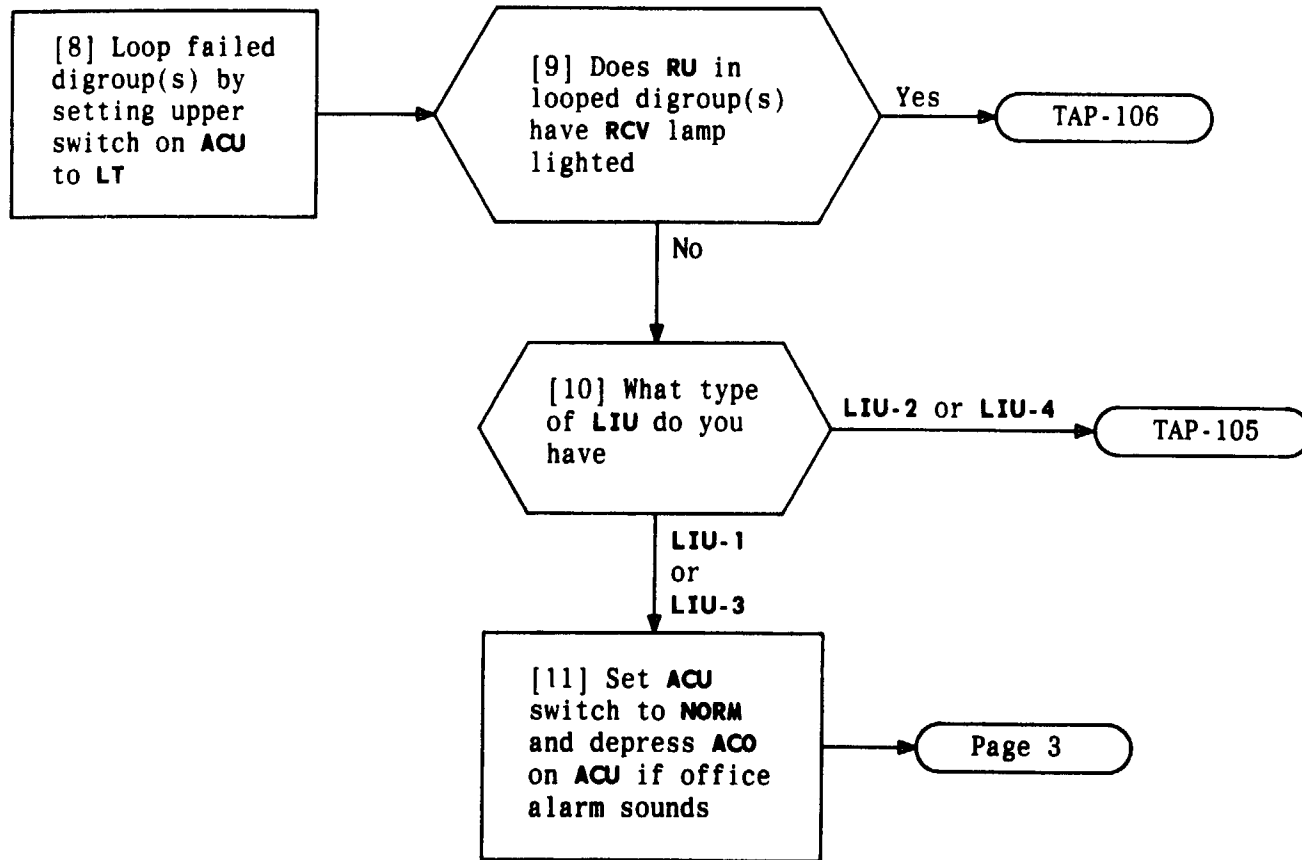 [8] Loop failed
digroup(s) by
setting upper
switch on ACU
to LT
[9] Does RU in
looped digroup(s)
have RCV lamp
lighted
Yes
TAP-106
No
[10] What type
of LIU do you
have
LIU-2 or LIU-4
TAP-105
LIU-1
or
LIU-3
[11] Set ACU
switch to NORM
and depress ACO
on ACU if office
alarm sounds
Page 3